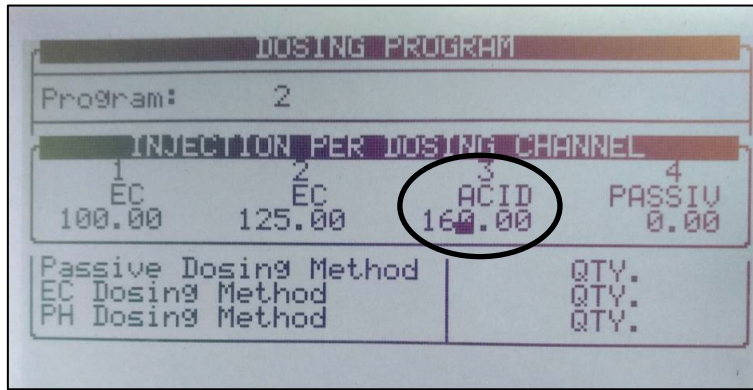 DOSING PROGRAM
Program: 2
INJECTION PER DOSING CHANNEL
1 2 3 4
EC EC ACID PASSIV
100.00 125.00 160.00 0.00
Passive Dosing Method QTY.
EC Dosing Method QTY.
PH Dosing Method QTY.